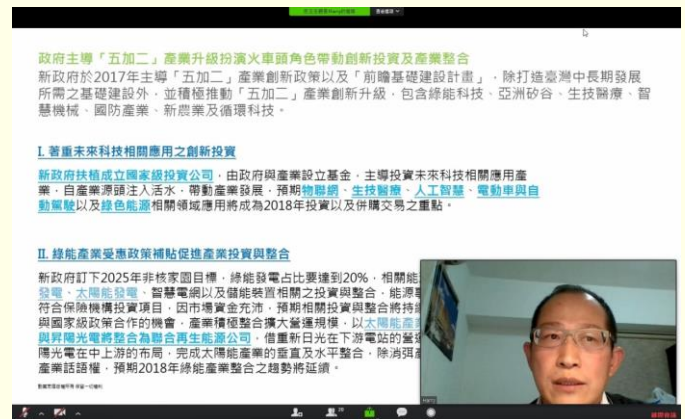 政府主導「五加二」產業升級扮演火車頭角色帶動創新投資及產業整合
新政府於2017年主導「五加二」產業創新政策以及「前瞻基礎建設計畫」，除打造臺灣中長期發展
所需之基礎建設外，並積極推動「五加二」產業創新升級，包含綠能科技、亞洲矽谷、生技醫療、智
慧機械、國防產業、新農業及循環科技。
I. 著重未來科技相關應用之創新投資
新政府扶植成立國家級投資公司，由政府與產業設立基金，主導投資未來科技相關應用產
業，自產業源頭注入活水，帶動產業發展，預期物聯網、生技醫療、人工智慧、電動車與自
動駕駛以及綠色能源相關領域應用將成為2018年投資以及併購交易之重點。
II. 綠能產業受惠政策補貼促進產業投資與整合
新政府訂下2025年非核家園目標，綠能發電占比要達到20%，相關能
發電、太陽能發電、智慧電網以及儲能裝置相關之投資與整合，能源
符合保險機構投資項目，因市場資金充沛，預期相關投資與整合將持
與國家級政策合作的機會，產業積極整合擴大營運規模，以太陽能產
與昇陽光電將整合為聯合再生能源公司，借重新日光在下游電站的營
陽光電在中上游的布局，完成太陽能產業的垂直及水平整合，除消弭
產業話語權，預期2018年綠能產業整合之趨勢將延續。
Harry